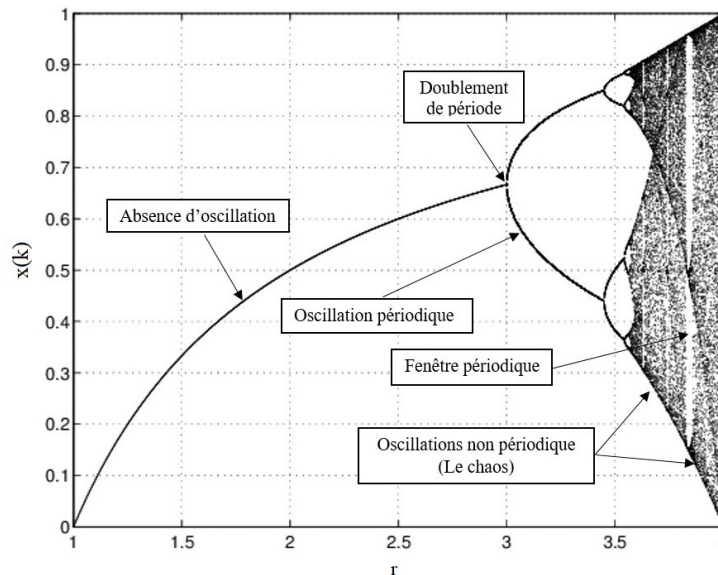 1
0.9
0.8
0.7
0.6
0.5
0.4
0.3
0.2
0.1
0
x(k)
Doublement
de période
Absence d’oscillation
Oscillation périodique
Fenêtre périodique
Oscillations non périodique
(Le chaos)
1 1.5 2 2.5 3 3.5
r